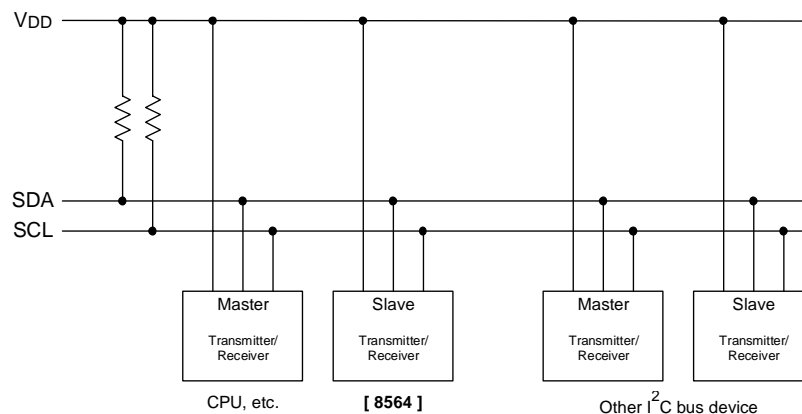 VDD
SDA
SCL
Master
Transmitter/
Receiver
Slave
Transmitter/
Receiver
Master
Transmitter/
Receiver
Slave
Transmitter/
Receiver
CPU, etc.
[ 8564 ]
Other I2C bus device